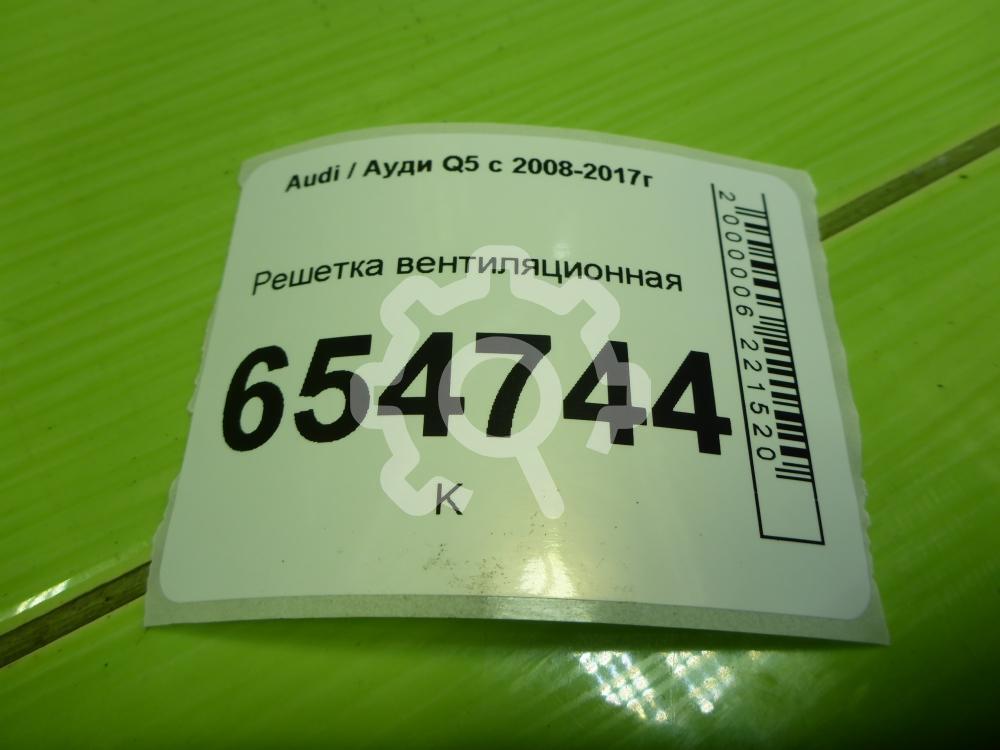 Audi / Ауди Q5 с 2008-2017г
Решетка вентиляционная
654744
К
2000006221520